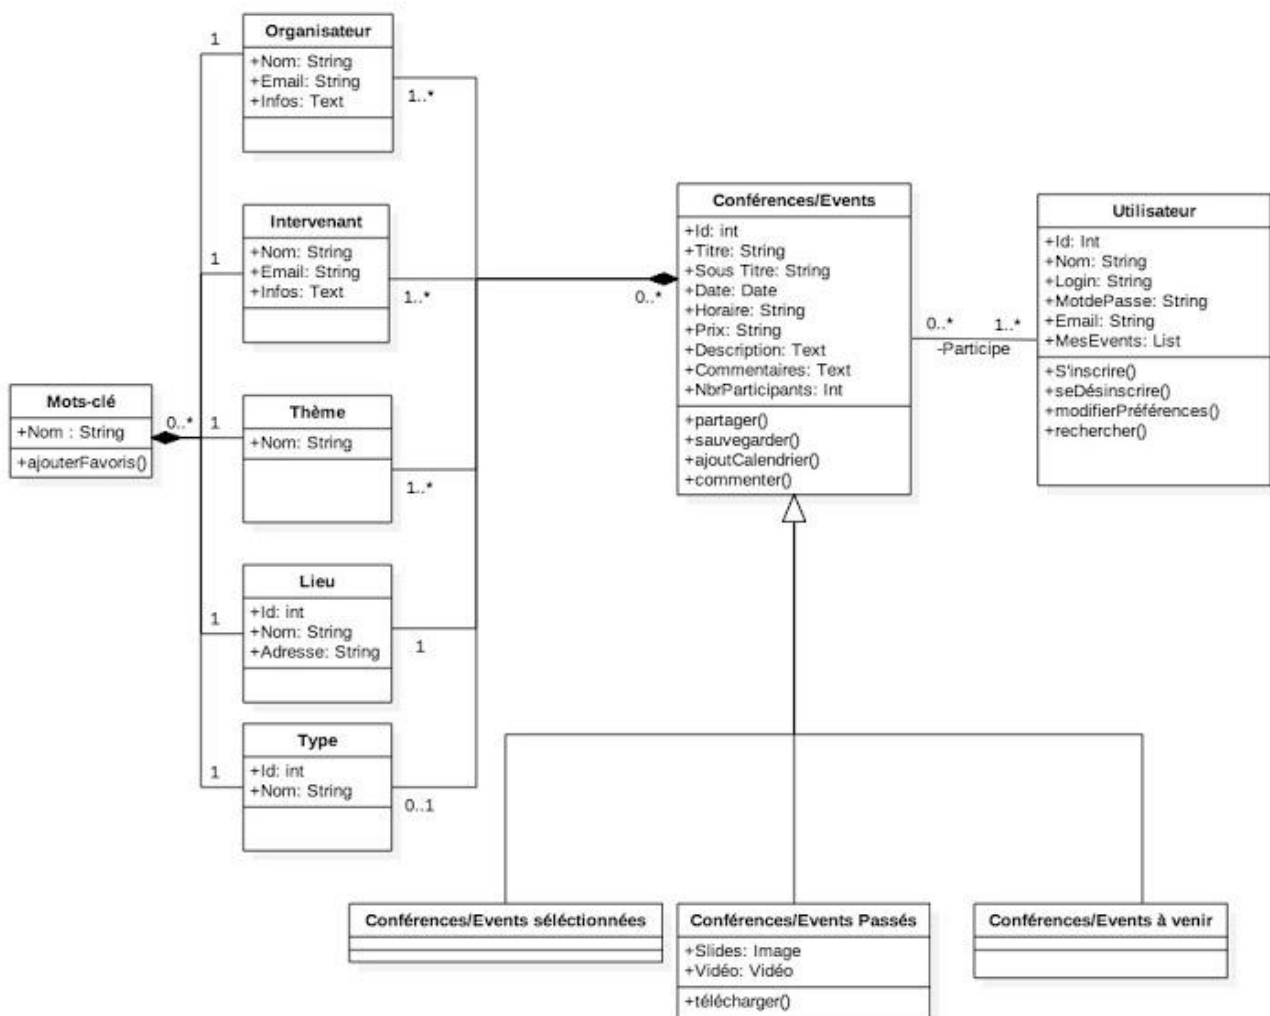 Organisateur
+Nom: String
+Email: String
+Infos: Text
1
1..*
Intervenant
+Nom: String
+Email: String
+Infos: Text
1
1..*
Mots-clé
+Nom : String
+ajouterFavoris()
0..*
Thème
+Nom: String
1
1..*
Lieu
+Id: int
+Nom: String
+Adresse: String
1
1
Type
+Id: int
+Nom: String
1
0..1
Conférences/Events
+Id: int
+Titre: String
+Sous Titre: String
+Date: Date
+Horaire: String
+Prix: String
+Description: Text
+Commentaires: Text
+NbrParticipants: Int
+partager()
+sauvegarder()
+ajoutCalendrier()
+commenter()
0..*
0..*
1..*
-Participe
Utilisateur
+Id: Int
+Nom: String
+Login: String
+MotdePasse: String
+Email: String
+MesEvents: List
+S'inscrire()
+seDésinscrire()
+modifierPréférences()
+rechercher()
Conférences/Events séléctionnées
Conférences/Events Passés
+Slides: Image
+Vidéo: Vidéo
+télécharger()
Conférences/Events à venir